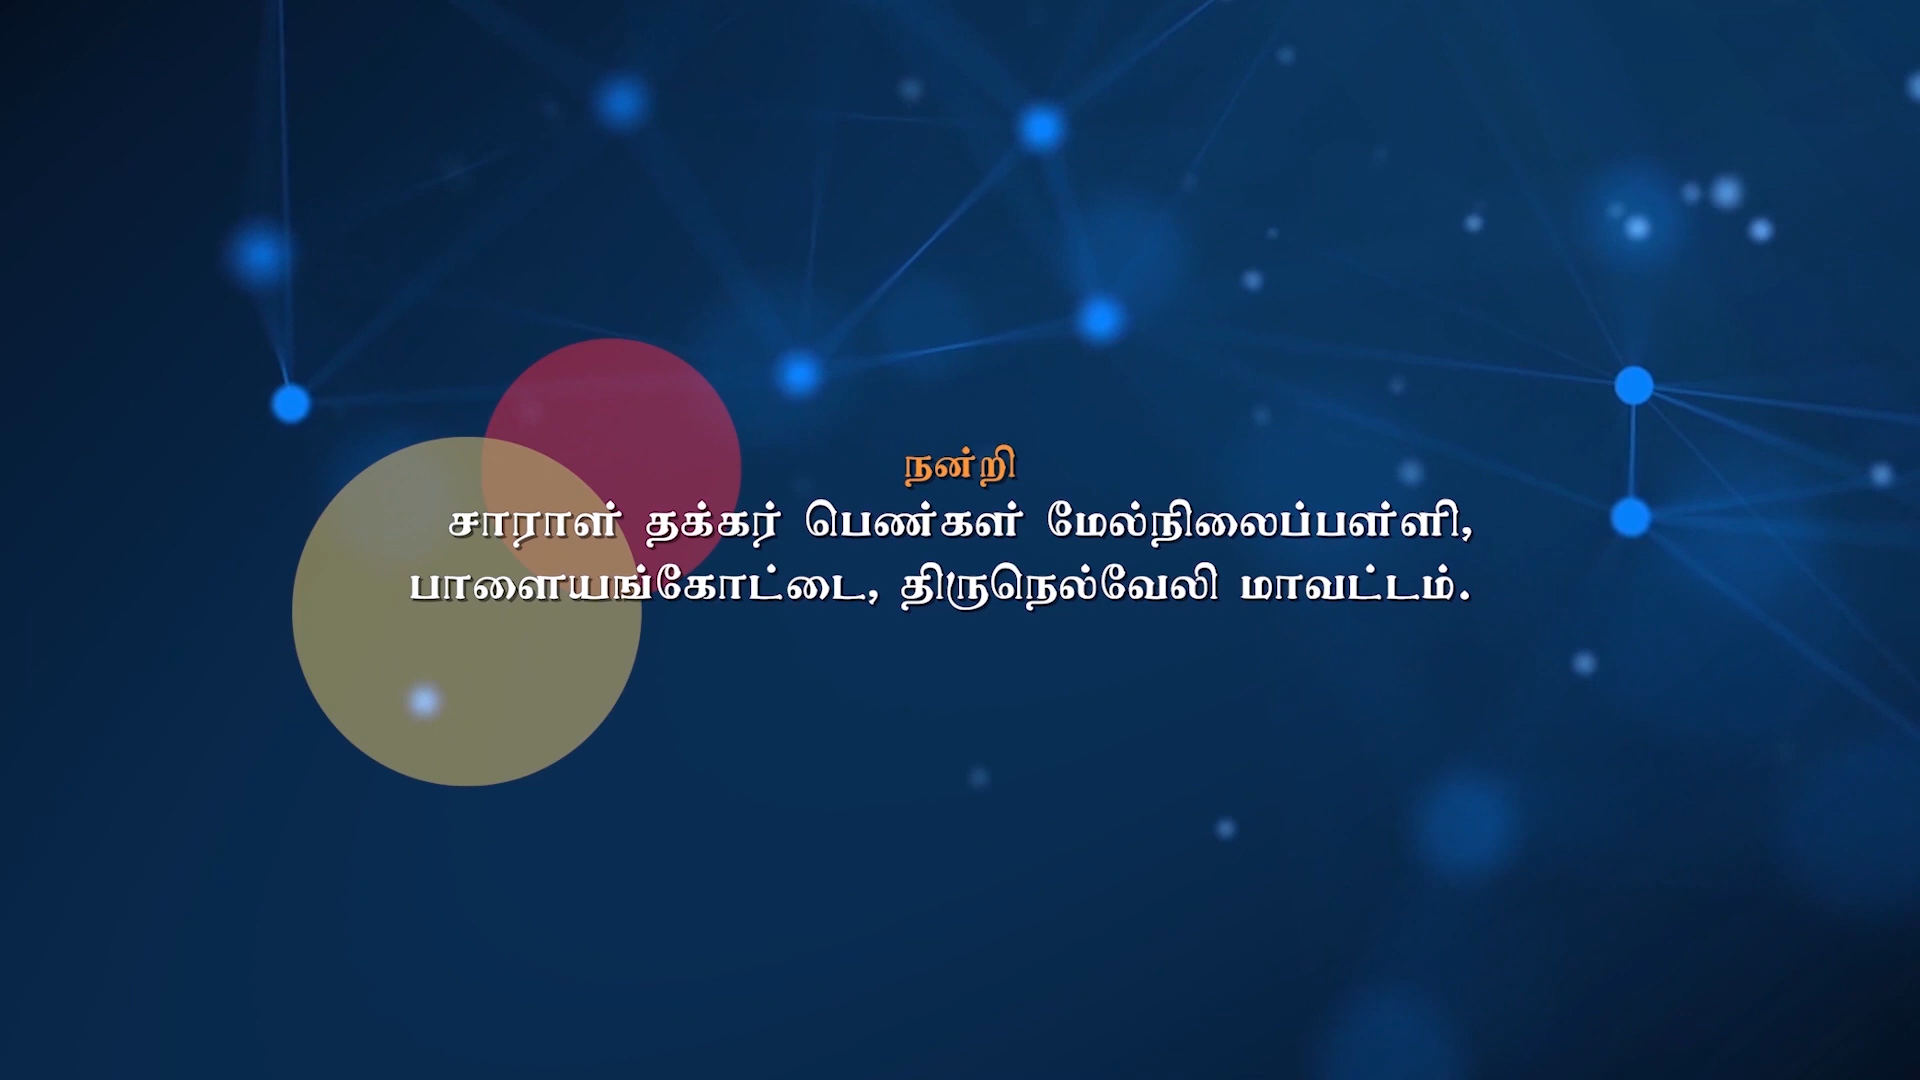 நன்றி
சாராள் தக்கர் பெண்கள் மேல்நிலைப்பள்ளி,
பாளையங்கோட்டை, திருநெல்வேலி மாவட்டம்.